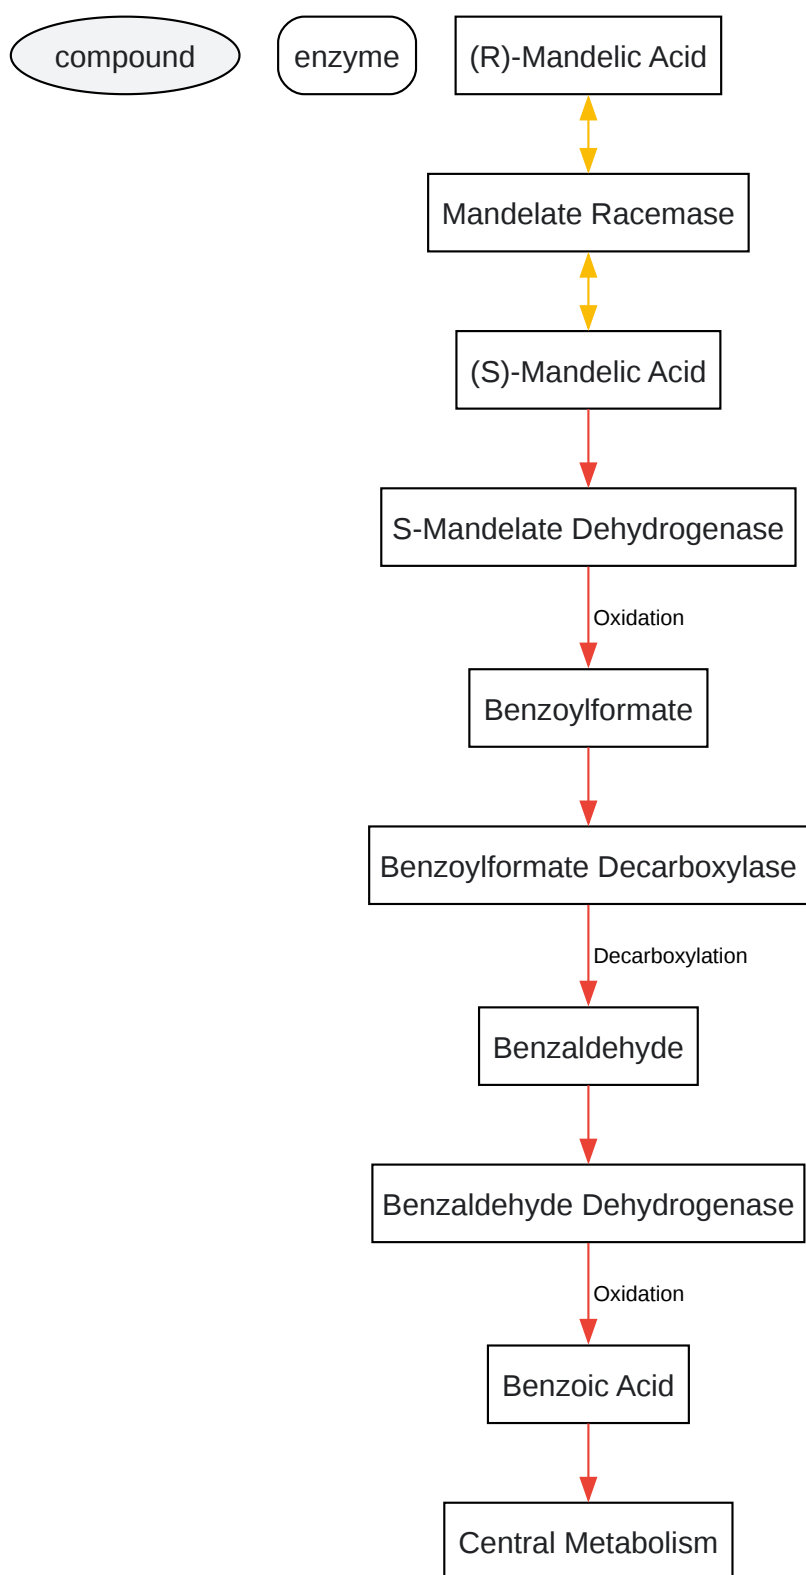 compound
enzyme
(R)-Mandelic Acid
Mandelate Racemase
(S)-Mandelic Acid
S-Mandelate Dehydrogenase
Oxidation
Benzoylformate
Benzoylformate Decarboxylase
Decarboxylation
Benzaldehyde
Benzaldehyde Dehydrogenase
Oxidation
Benzoic Acid
Central Metabolism